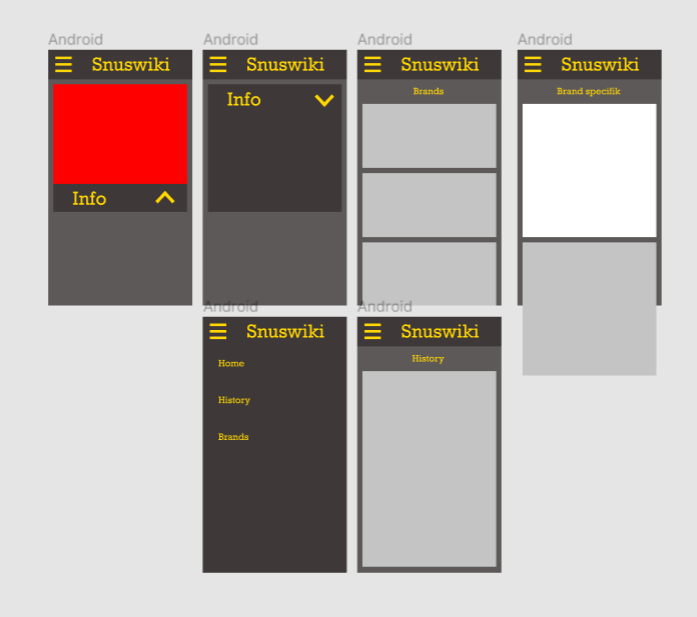 Android
Android
Android
Android
Snuswiki
Snuswiki
Snuswiki
Snuswiki
Brands
Brand specifik
Info
Info
Android
Android
Snuswiki
Snuswiki
History
Home
History
Brands